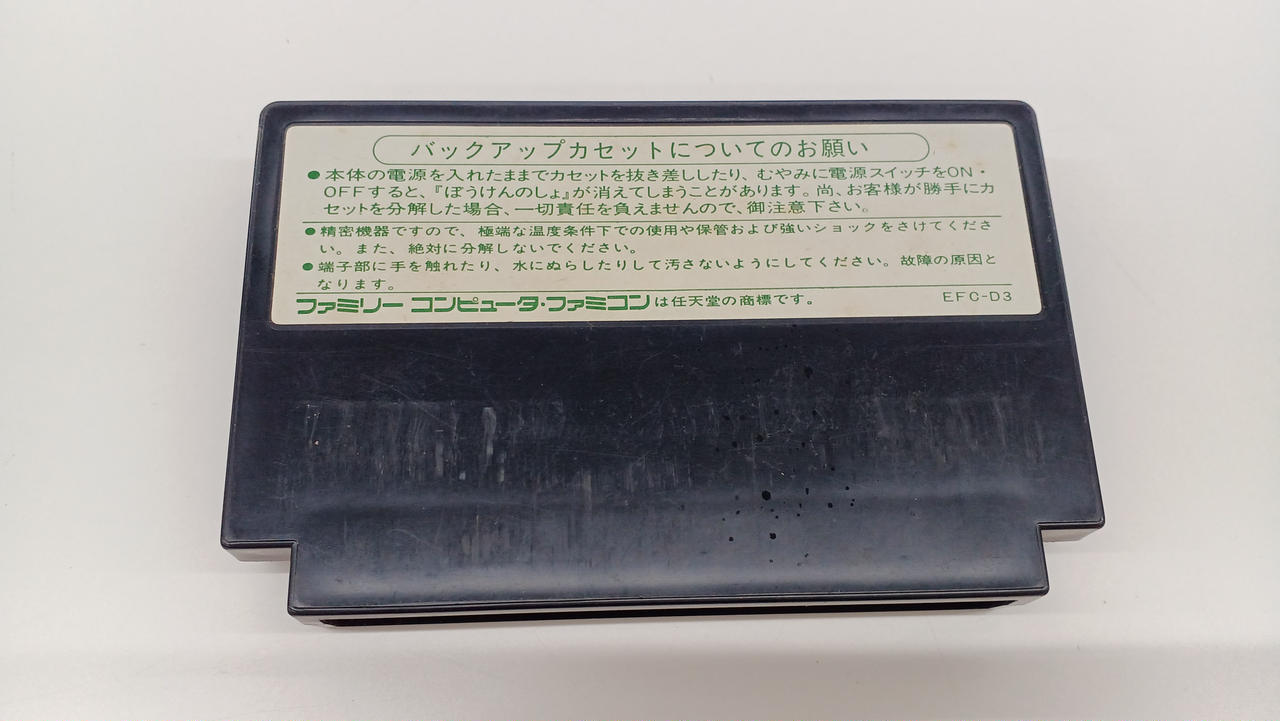 バックアップカセットについてのお願い
●本体の電源を入れたままでカセットを抜き差ししたり、むやみに電源スイッチをON・
OFFすると、『ぼうけんのしょ』が消えてしまうことがあります。尚、お客様が勝手にカ
セットを分解した場合、一切責任を負えませんので、御注意下さい。
●精密機器ですので、極端な温度条件下での使用や保管および強いショックをさけてくださ
い。また、絶対に分解しないでください。
●端子部に手を触れたり、水にぬらしたりして汚さないようにしてください。故障の原因と
なります。
ファミリーコンピュータ・ファミコンは任天堂の商標です。 EFC-D3